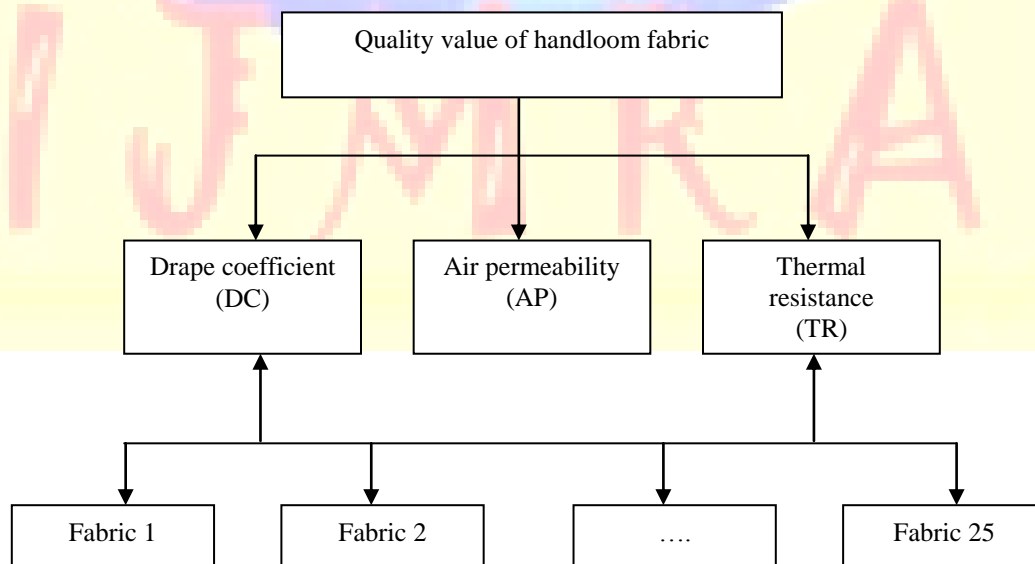 IJMRA
Quality value of handloom fabric
Drape coefficient
(DC)
Air permeability
(AP)
Thermal
resistance
(TR)
Fabric 1
Fabric 2
….
Fabric 25